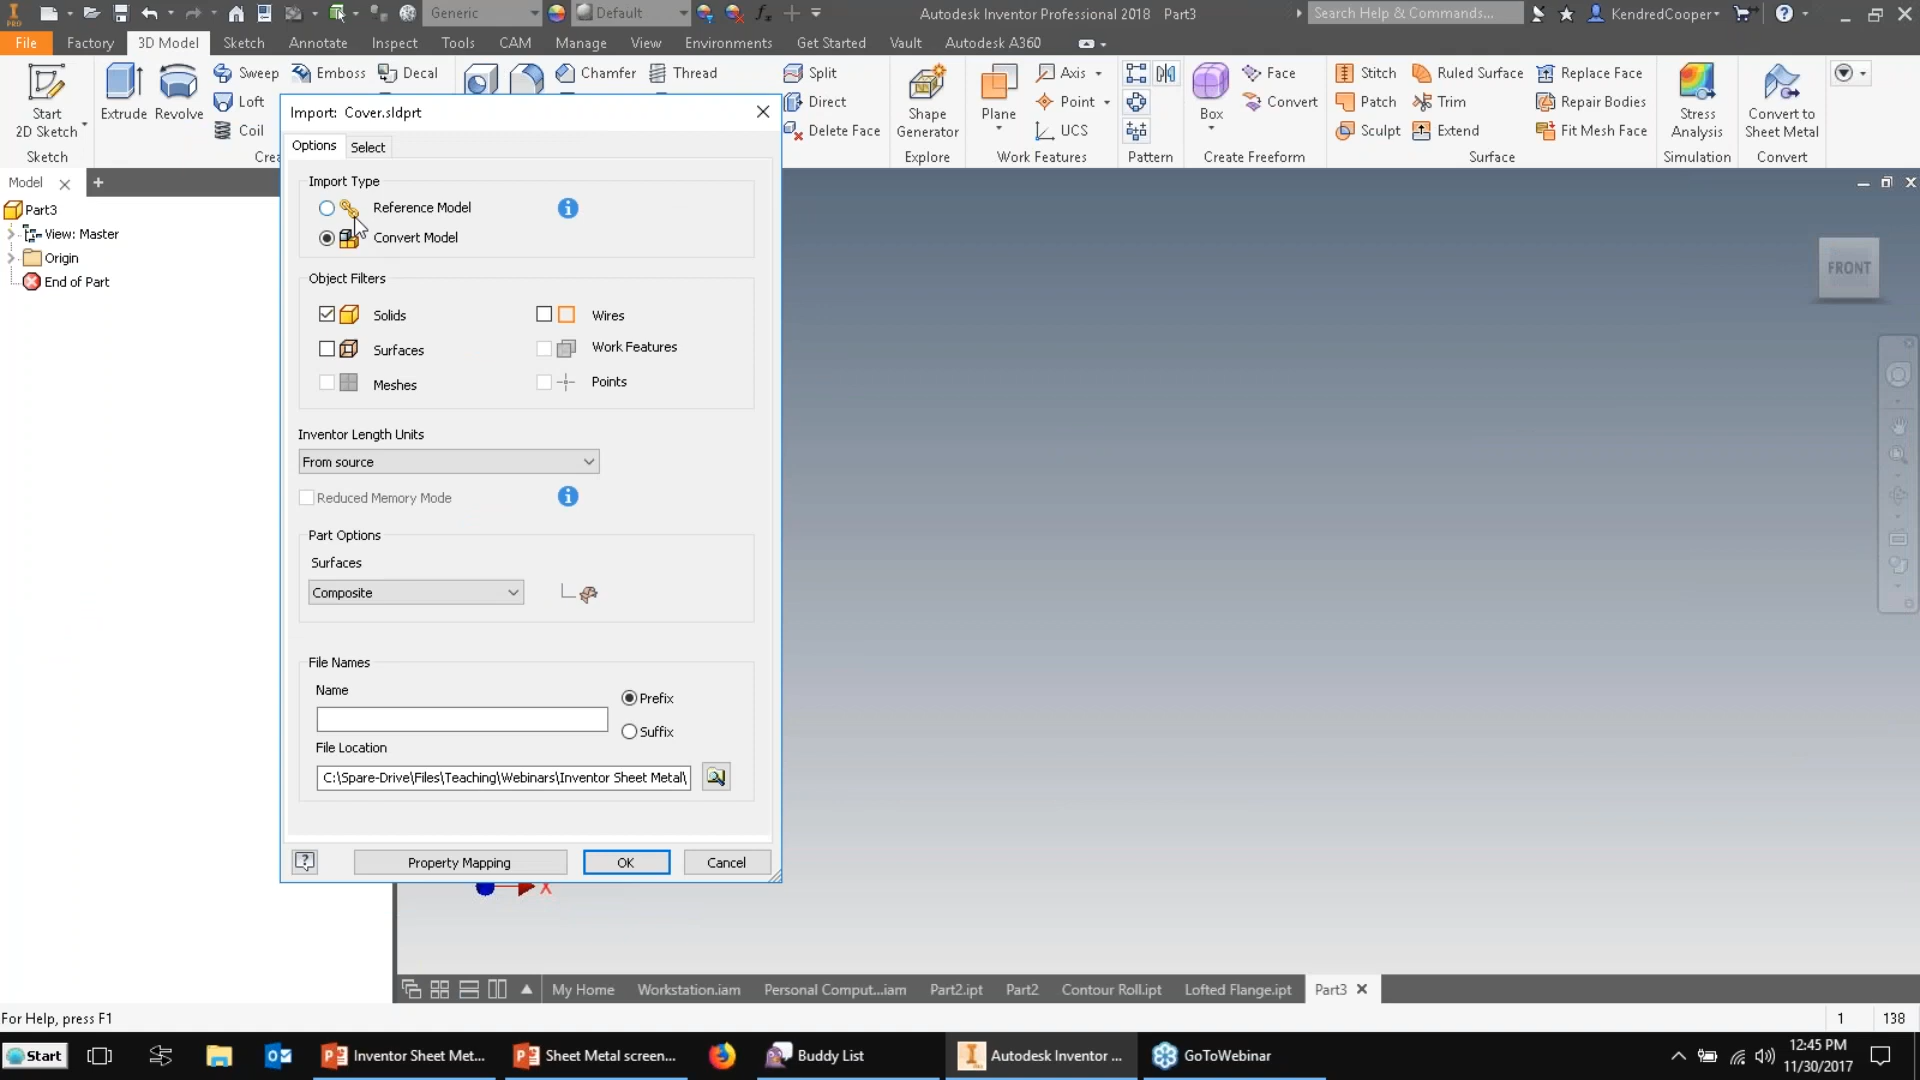 PRO
Generic
Default
Autodesk Inventor Professional 2018 Part3
Search Help & Commands...
KendredCooper
File Factory 3D Model Sketch Annotate Inspect Tools CAM Manage View Environments Get Started Vault Autodesk A360
Start
2D Sketch
Sketch
Extrude
Revolve
Sweep
Loft
Coil
Emboss
Decal
Chamfer
Thread
Split
Direct
Delete Face
Shape
Generator
Explore
Plane
Axis
Point
UCS
Work Features
Pattern
Box
Face
Convert
Create Freeform
Stitch
Patch
Sculpt
Ruled Surface
Trim
Extend
Replace Face
Repair Bodies
Fit Mesh Face
Surface
Stress
Analysis
Simulation
Convert to
Sheet Metal
Convert
Model
Part3
View: Master
Origin
End of Part
Import: Cover.sldprt
Options Select
Import Type
Reference Model
Convert Model
Object Filters
Solids
Wires
Surfaces
Work Features
Meshes
Points
Inventor Length Units
From source
Reduced Memory Mode
Part Options
Surfaces
Composite
File Names
Name
Prefix
Suffix
File Location
C:\Spare-Drive\Files\Teaching\Webinars\Inventor Sheet Metal\
Property Mapping
OK
Cancel
X
FRONT
My Home Workstation.iam Personal Comput...iam Part2.ipt Part2 Contour Roll.ipt Lofted Flange.ipt Part3
For Help, press F1
1 138
Start
Inventor Sheet Met...
Sheet Metal screen...
Buddy List
Autodesk Inventor ...
GoToWebinar
12:45 PM
11/30/2017